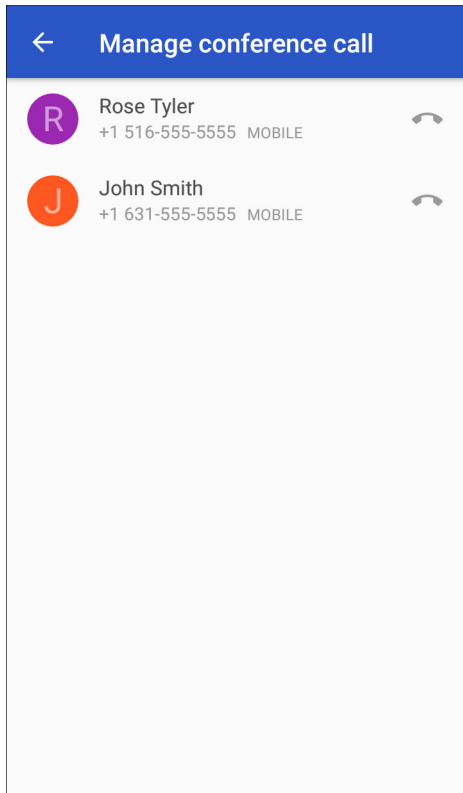 Manage conference call
R
Rose Tyler
+1 516-555-5555 MOBILE
J
John Smith
+1 631-555-5555 MOBILE